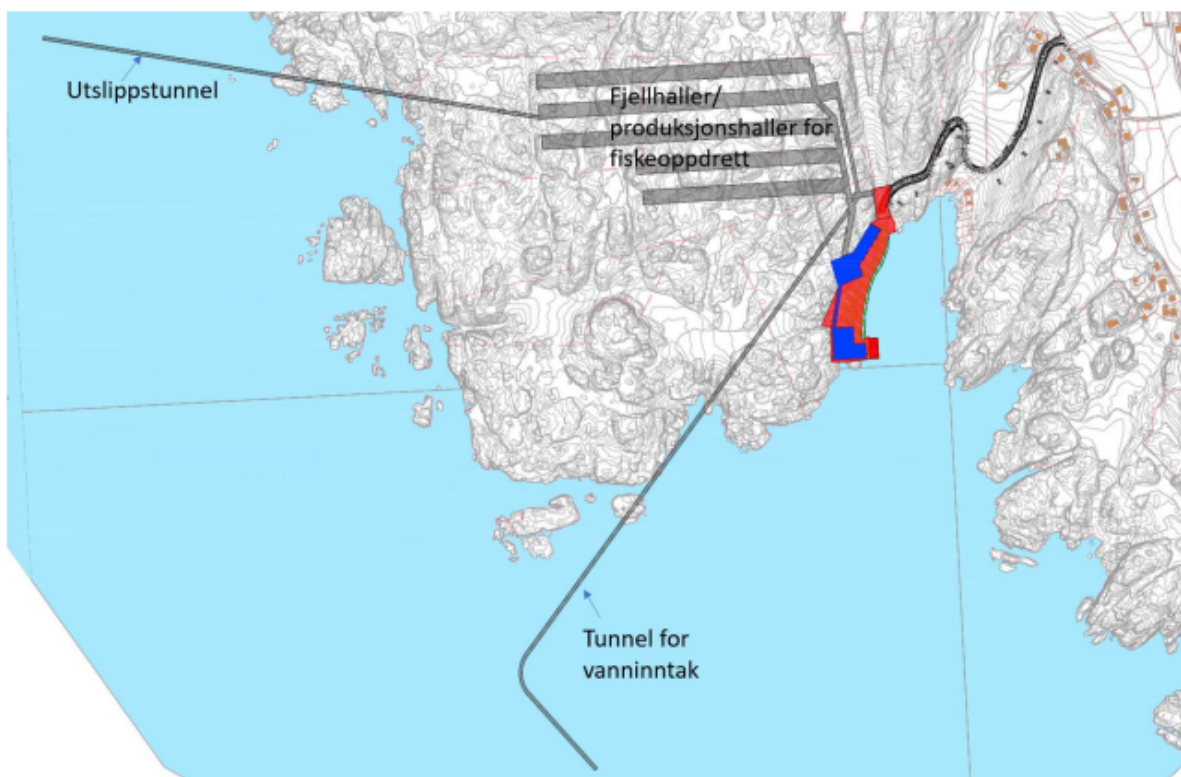 Utslippstunnel
Fjellhaller/
produksjonshaller for
fiskeoppdrett
Tunnel for
vanninntak